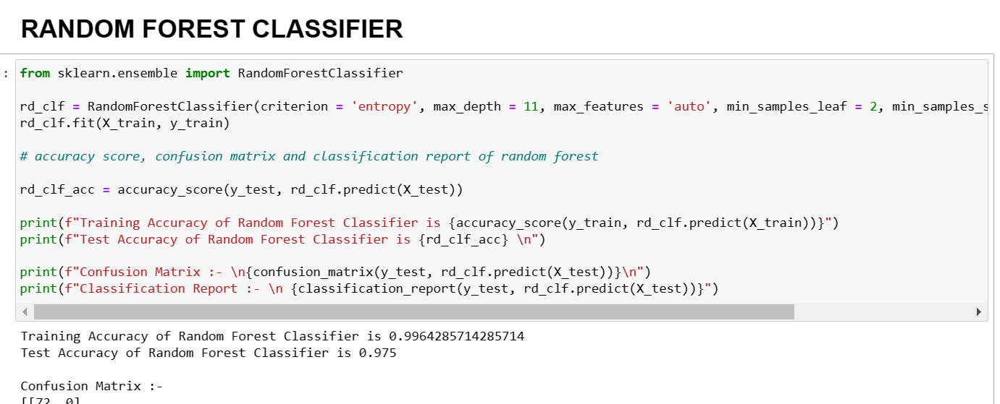 RANDOM FOREST CLASSIFIER
: from sklearn.ensemble import RandomForestClassifier
rd_clf = RandomForestClassifier(criterion = 'entropy', max_depth = 11, max_features = 'auto', min_samples_leaf = 2, min_samples_s
rd_clf.fit(X_train, y_train)
# accuracy score, confusion matrix and classification report of random forest
rd_clf_acc = accuracy_score(y_test, rd_clf.predict(X_test))
print(f"Training Accuracy of Random Forest Classifier is {accuracy_score(y_train, rd_clf.predict(X_train))}")
print(f"Test Accuracy of Random Forest Classifier is {rd_clf_acc} \n")
print(f"Confusion Matrix :- \n{confusion_matrix(y_test, rd_clf.predict(X_test))}\n")
print(f"Classification Report :- \n {classification_report(y_test, rd_clf.predict(X_test))}")
Training Accuracy of Random Forest Classifier is 0.9964285714285714
Test Accuracy of Random Forest Classifier is 0.975
Confusion Matrix :-
[[72 0]